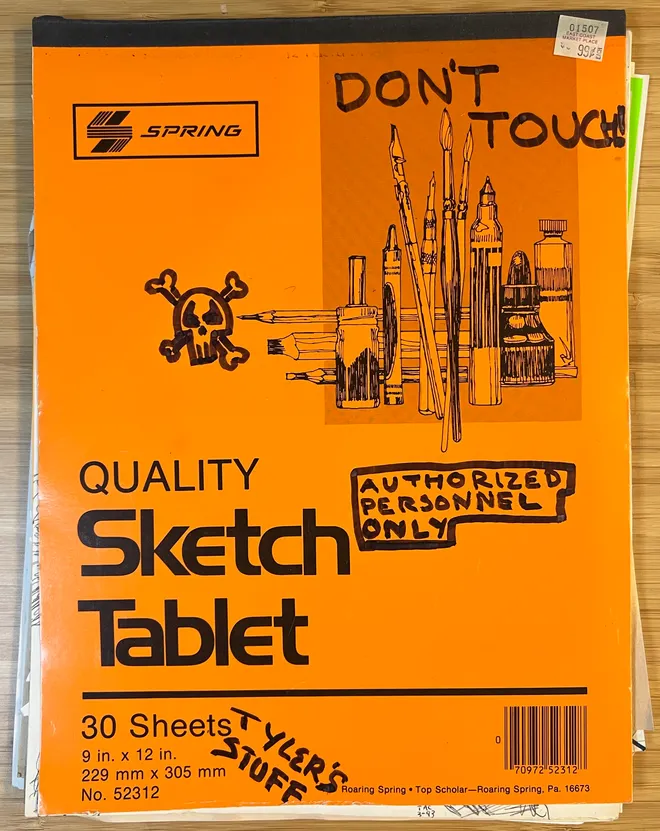 01507
EAST COAST
MARKET PLACE
99
DON'T
TOUCH!!
SPRING
AUTHORIZED
PERSONNEL
ONLY
QUALITY
Sketch
Tablet
30 Sheets
9 in. x 12 in.
229 mm x 305 mm
No. 52312
TYLER'S
STUFF
0
70972 52312
Roaring Spring • Top Scholar—Roaring Spring, Pa. 16673